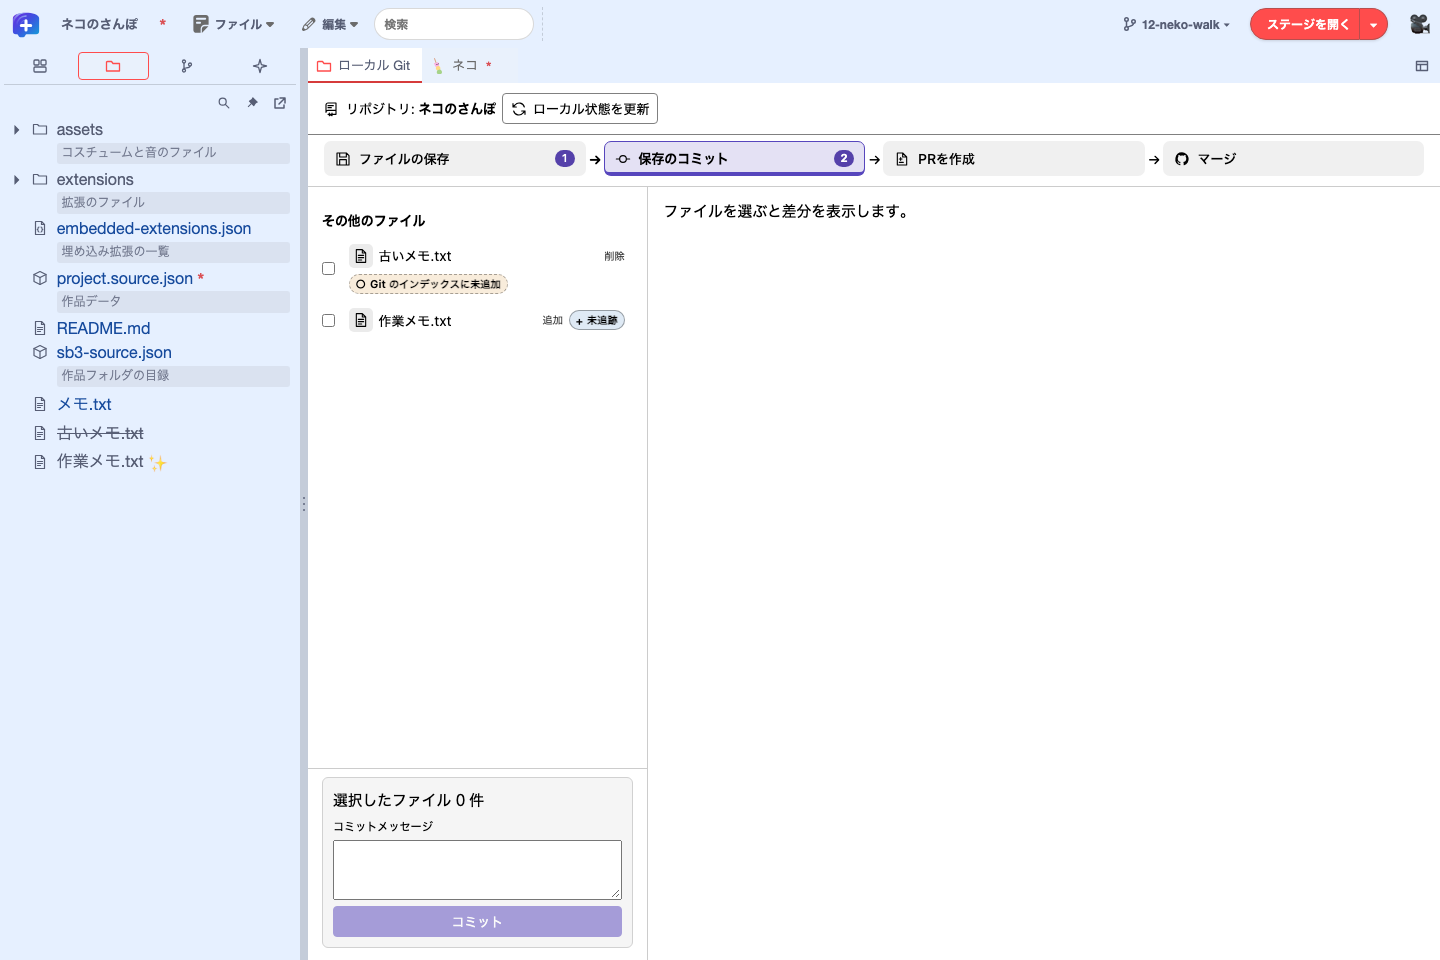 ネコのさんぽ *
ファイル
編集
検索
12-neko-walk
ステージを開く
ローカル Git
ネコ *
リポジトリ: ネコのさんぽ
ローカル状態を更新
ファイルの保存 1
保存のコミット 2
PRを作成
マージ
assets
コスチュームと音のファイル
extensions
拡張のファイル
embedded-extensions.json
埋め込み拡張の一覧
project.source.json *
作品データ
README.md
sb3-source.json
作品フォルダの目録
メモ.txt
古いメモ.txt
作業メモ.txt
その他のファイル
古いメモ.txt 削除
Git のインデックスに未追加
作業メモ.txt 追加 + 未追跡
ファイルを選ぶと差分を表示します。
選択したファイル 0 件
コミットメッセージ
コミット